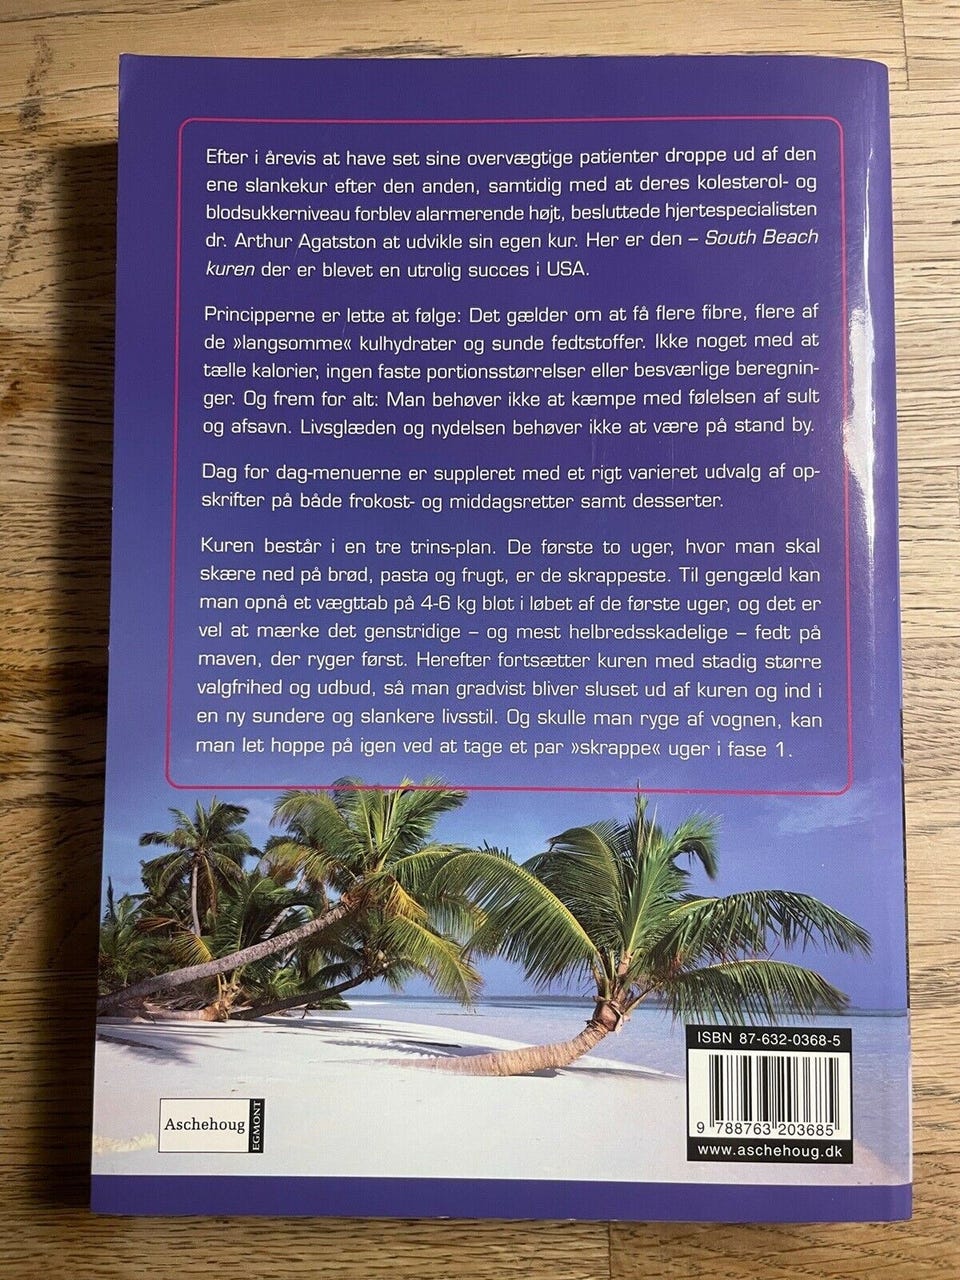 Efter i årevis at have set sine overvægtige patienter droppe ud af den
ene slankekur efter den anden, samtidig med at deres kolesterol- og
blodsukkerniveau forblev alarmerende højt, besluttede hjertespecialisten
dr. Arthur Agatston at udvikle sin egen kur. Her er den – South Beach
kuren der er blevet en utrolig succes i USA.
Principperne er lette at følge: Det gælder om at få flere fibre, flere af
de »langsomme« kulhydrater og sunde fedtstoffer. Ikke noget med at
tælle kalorier, ingen faste portionsstørrelser eller besværlige beregnin-
ger. Og frem for alt: Man behøver ikke at kæmpe med følelsen af sult
og afsavn. Livsglæden og nydelsen behøver ikke at være på stand by.
Dag for dag-menuerne er suppleret med et rigt varieret udvalg af op-
skrifter på både frokost- og middagsretter samt desserter.
Kuren består i en tre trins-plan. De første to uger, hvor man skal
skære ned på brød, pasta og frugt, er de skrappeste. Til gengæld kan
man opnå et vægttab på 4-6 kg blot i løbet af de første uger, og det er
vel at mærke det genstridige – og mest helbredsskadelige – fedt på
maven, der ryger først. Herefter fortsætter kuren med stadig større
valgfrihed og udbud, så man gradvist bliver sluset ud af kuren og ind i
en ny sundere og slankere livsstil. Og skulle man ryge af vognen, kan
man let hoppe på igen ved at tage et par »skrappe« uger i fase 1.
ISBN 87-632-0368-5
9 788763 203685
www.aschehoug.dk
Aschehoug
EGMONT